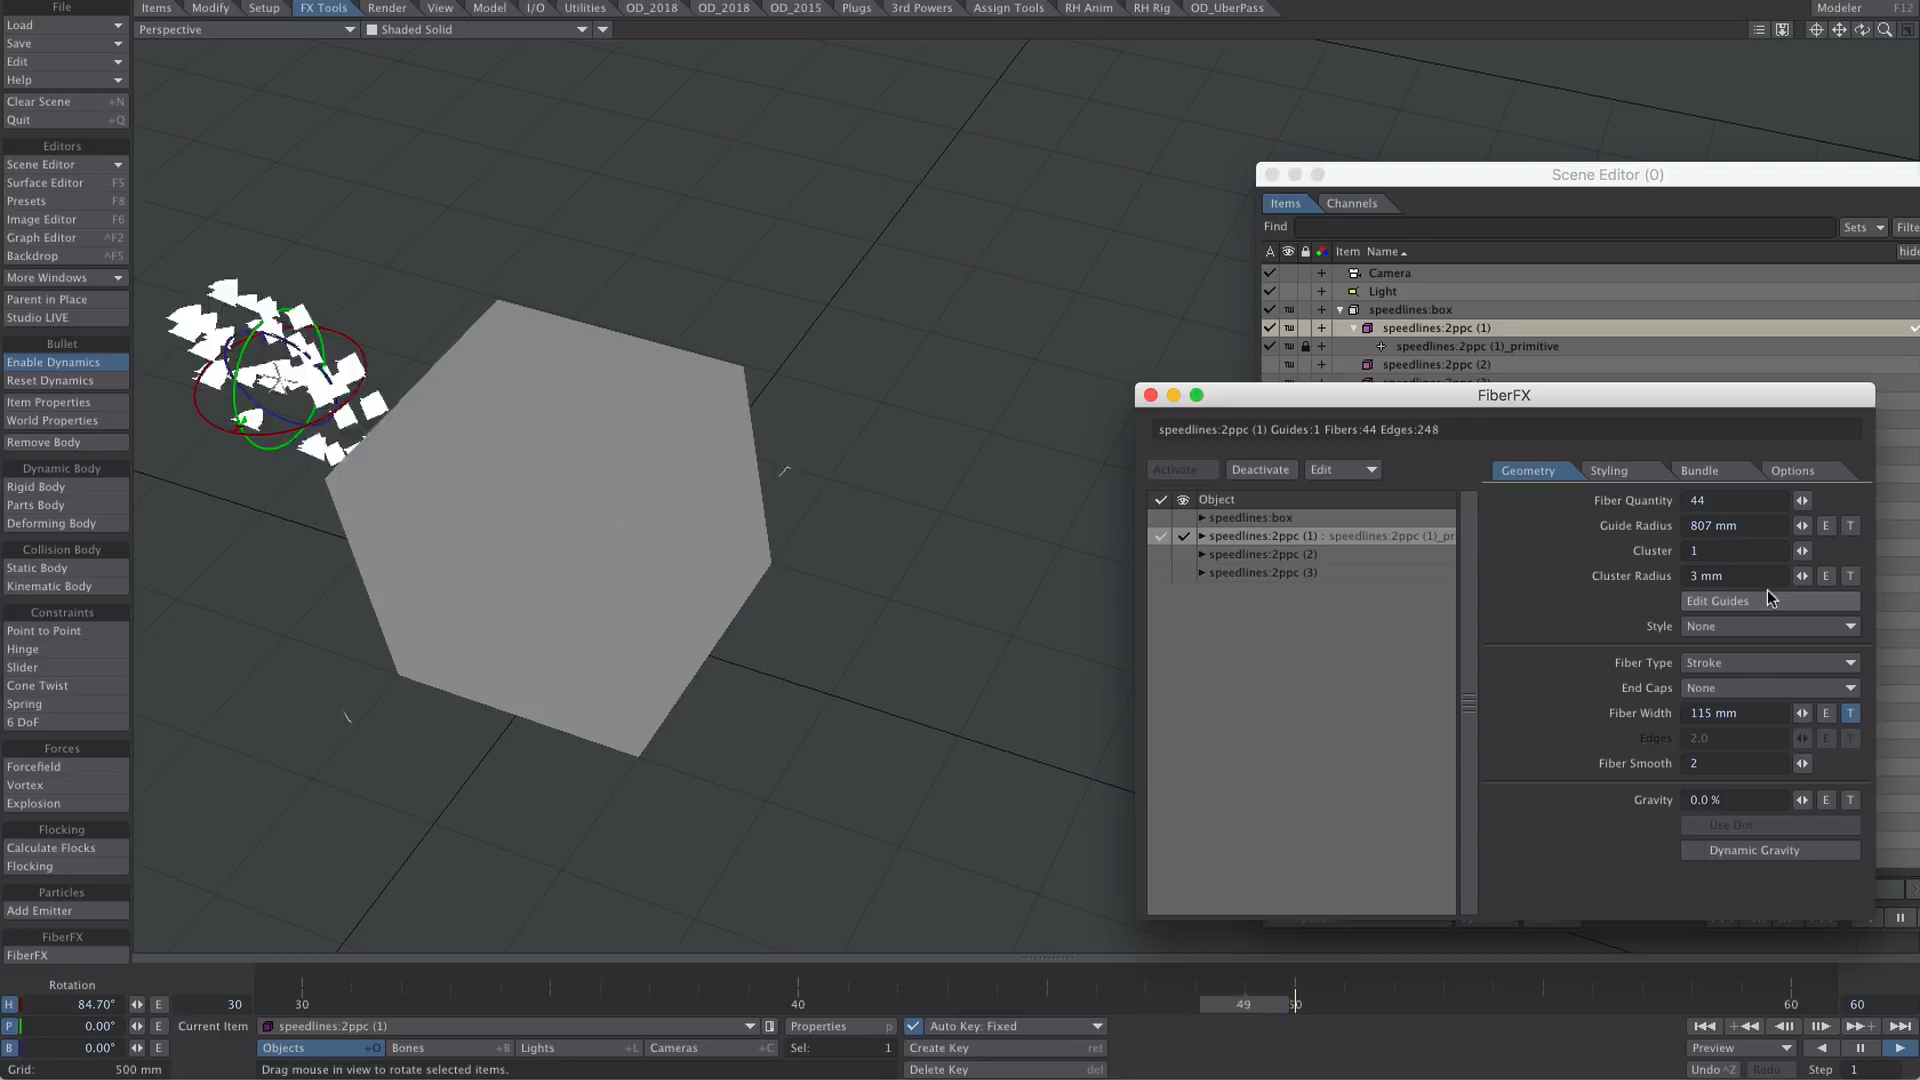 File
Items Modify Setup FX Tools Render View Model I/O Utilities OD_2018 OD_2018 OD_2015 Plugs 3rd Powers Assign Tools RH Anim RH Rig OD_UberPass Modeler F12
Load
Perspective Shaded Solid
Save
Edit
Help
Clear Scene +N
Quit +Q
Editors
Scene Editor
Surface Editor F5
Presets F8
Image Editor F6
Graph Editor ^F2
Backdrop ^F5
More Windows
Parent in Place
Studio LIVE
Bullet
Enable Dynamics
Reset Dynamics
Item Properties
World Properties
Remove Body
Dynamic Body
Rigid Body
Parts Body
Deforming Body
Collision Body
Static Body
Kinematic Body
Constraints
Point to Point
Hinge
Slider
Cone Twist
Spring
6 DoF
Forces
Forcefield
Vortex
Explosion
Flocking
Calculate Flocks
Flocking
Particles
Add Emitter
FiberFX
FiberFX
Scene Editor (0)
Items Channels
Find Sets Filte
A Item Name hide
Camera
Light
speedlines:box
speedlines:2ppc (1)
speedlines:2ppc (1)_primitive
speedlines:2ppc (2)
FiberFX
speedlines:2ppc (1) Guides:1 Fibers:44 Edges:248
Activate Deactivate Edit
Object
speedlines:box
speedlines:2ppc (1) : speedlines:2ppc (1)_pr
speedlines:2ppc (2)
speedlines:2ppc (3)
Geometry Styling Bundle Options
Fiber Quantity 44
Guide Radius 807 mm E T
Cluster 1
Cluster Radius 3 mm E T
Edit Guides
Style None
Fiber Type Stroke
End Caps None
Fiber Width 115 mm E T
Edges 2.0 E T
Fiber Smooth 2
Gravity 0.0 % E T
Use Dot
Dynamic Gravity
Rotation
H 84.70° E 30
30 40 49 50 60 60
P 0.00° E Current Item speedlines:2ppc (1) Properties p Auto Key: Fixed
B 0.00° E Objects +O Bones +B Lights +L Cameras +C Sel: 1 Create Key ret Preview
Grid: 500 mm Drag mouse in view to rotate selected items. Delete Key del Undo ^Z Redo Step 1